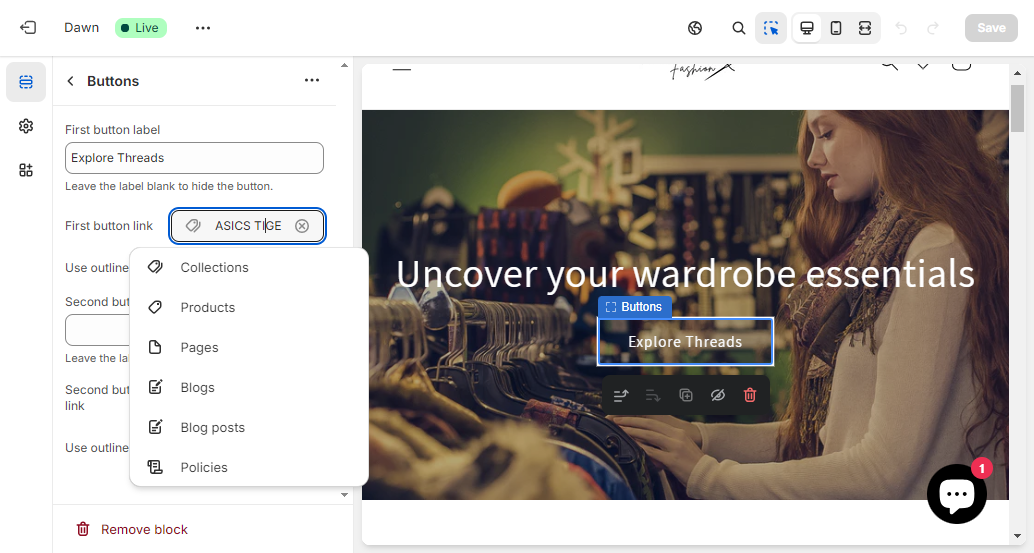 Dawn
Live
Save
Buttons
First button label
Explore Threads
Leave the label blank to hide the button.
First button link
ASICS TIGE
Collections
Products
Pages
Blogs
Blog posts
Policies
Use outline
Second but
Leave the la
Second but
link
Use outline
Remove block
Fashion X
Uncover your wardrobe essentials
Buttons
Explore Threads
1